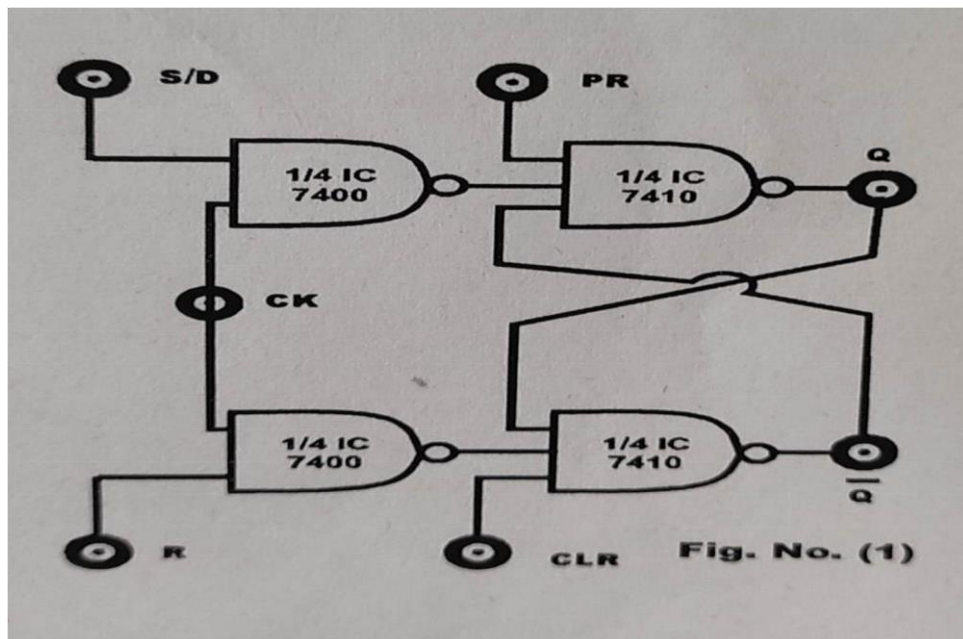 S/D
PR
1/4 IC
7400
1/4 IC
7410
Q
CK
1/4 IC
7400
1/4 IC
7410
Q̅
R
CLR
Fig. No. (1)